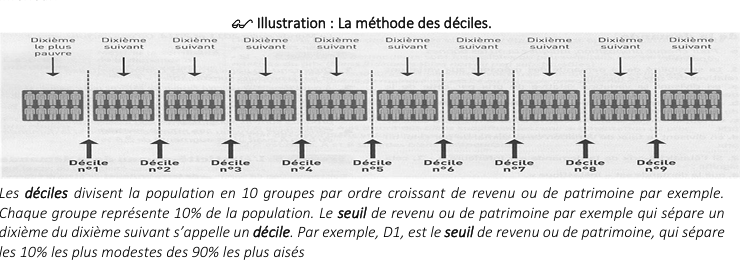 Illustration : La méthode des déciles.
Dixième le plus pauvre
Dixième suivant
Dixième suivant
Dixième suivant
Dixième suivant
Dixième suivant
Dixième suivant
Dixième suivant
Dixième suivant
Dixième suivant
Décile n°1
Décile n°2
Décile n°3
Décile n°4
Décile n°5
Décile n°6
Décile n°7
Décile n°8
Décile n°9
Les déciles divisent la population en 10 groupes par ordre croissant de revenu ou de patrimoine par exemple.
Chaque groupe représente 10% de la population. Le seuil de revenu ou de patrimoine par exemple qui sépare un
dixième du dixième suivant s’appelle un décile. Par exemple, D1, est le seuil de revenu ou de patrimoine, qui sépare
les 10% les plus modestes des 90% les plus aisés